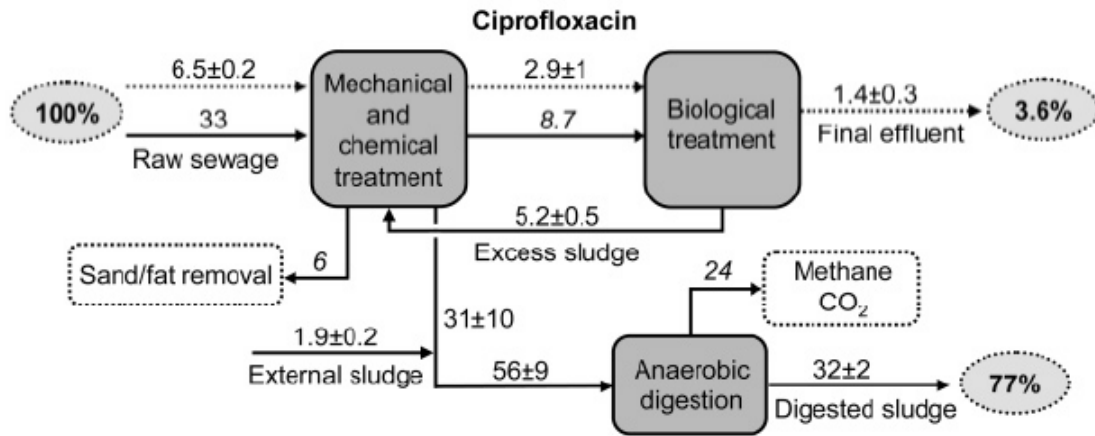 Ciprofloxacin
100%
6.5±0.2
33
Raw sewage
Mechanical
and
chemical
treatment
2.9±1
8.7
Biological
treatment
1.4±0.3
Final effluent
3.6%
5.2±0.5
Excess sludge
Sand/fat removal
6
24
Methane
CO₂
31±10
1.9±0.2
External sludge
56±9
Anaerobic
digestion
32±2
Digested sludge
77%